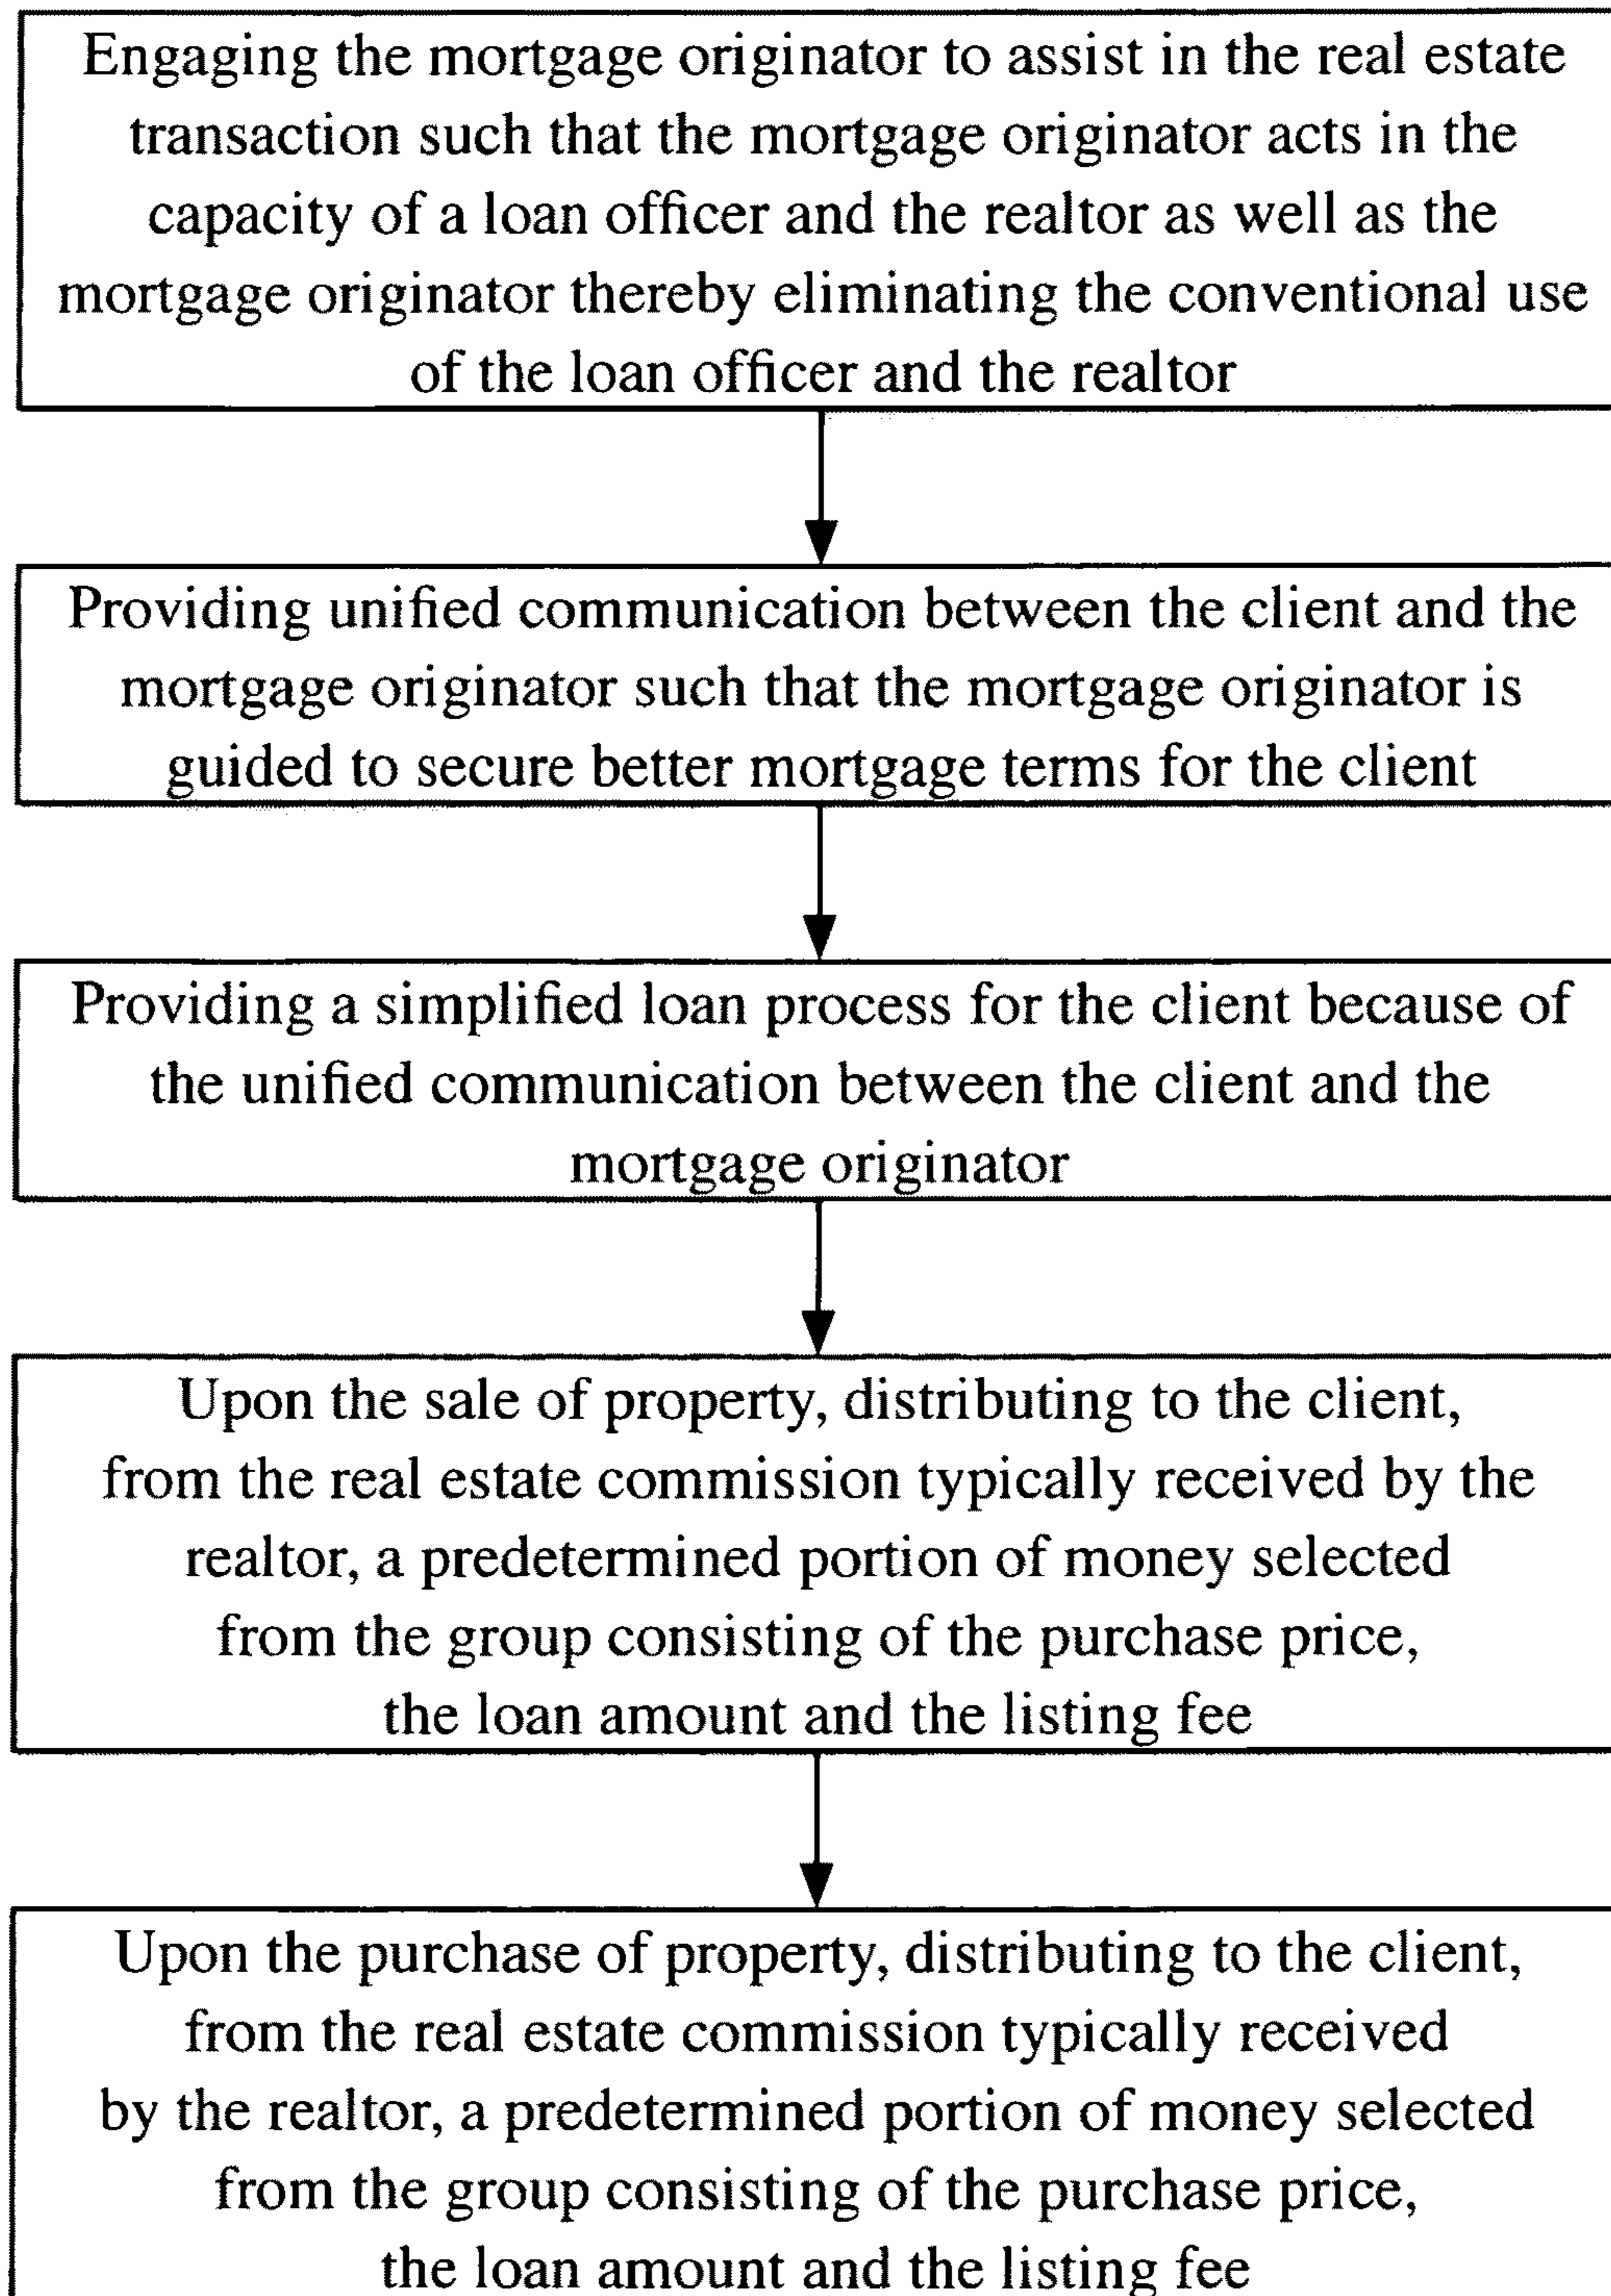 Engaging the mortgage originator to assist in the real estate
transaction such that the mortgage originator acts in the
capacity of a loan officer and the realtor as well as the
mortgage originator thereby eliminating the conventional use
of the loan officer and the realtor
Providing unified communication between the client and the
mortgage originator such that the mortgage originator is
guided to secure better mortgage terms for the client
Providing a simplified loan process for the client because of
the unified communication between the client and the
mortgage originator
Upon the sale of property, distributing to the client,
from the real estate commission typically received by the
realtor, a predetermined portion of money selected
from the group consisting of the purchase price,
the loan amount and the listing fee
Upon the purchase of property, distributing to the client,
from the real estate commission typically received
by the realtor, a predetermined portion of money selected
from the group consisting of the purchase price,
the loan amount and the listing fee